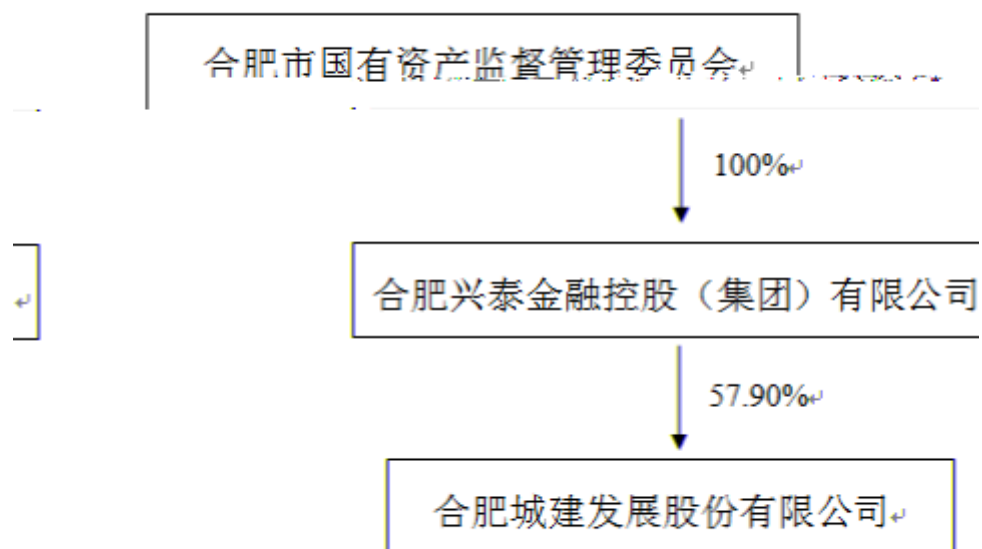 合肥市国有资产监督管理委员会
100%
合肥兴泰金融控股（集团）有限公司
57.90%
合肥城建发展股份有限公司